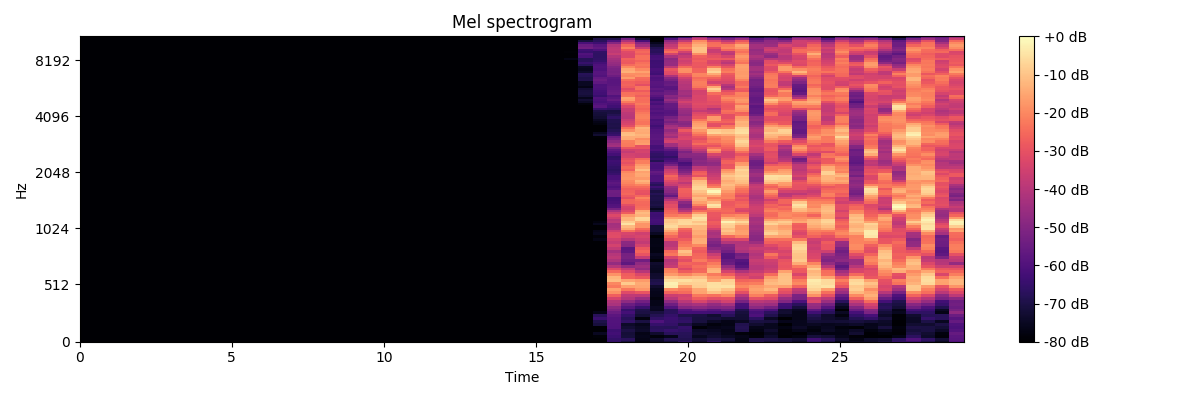 Mel spectrogram
+0 dB
8192
-10 dB
4096
-20 dB
-30 dB
2048
Hz
-40 dB
1024
-50 dB
512
-60 dB
-70 dB
0
-80 dB
0 5 10 15 20 25
Time